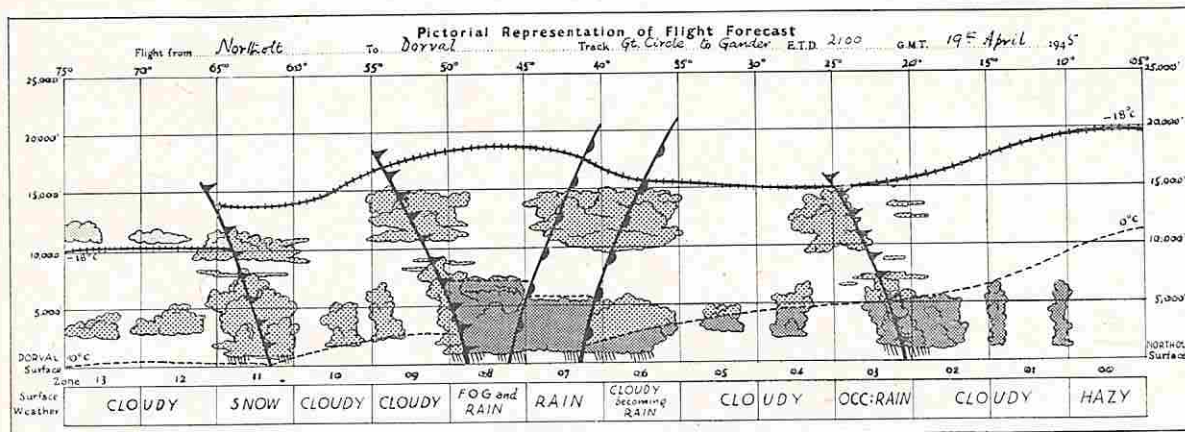 Pictorial Representation of Flight Forecast
Flight from Northolt To Dorval Track Gt. Circle to Gander E.T.D. 2100 G.M.T. 19th April 1945
75° 70° 65° 60° 55° 50° 45° 40° 35° 30° 25° 20° 15° 10° 05°
25,000' 25,000'
-18°C
20,000' 20,000'
15,000' 15,000'
0°C
10,000' 10,000'
-18°C
5,000' 5,000'
DORVAL Surface 0°C NORTHOLT Surface
Zone 13 12 11 10 09 08 07 06 05 04 03 02 01 00
Surface Weather CLOUDY SNOW CLOUDY CLOUDY FOG and RAIN RAIN CLOUDY becoming RAIN CLOUDY OCC: RAIN CLOUDY HAZY